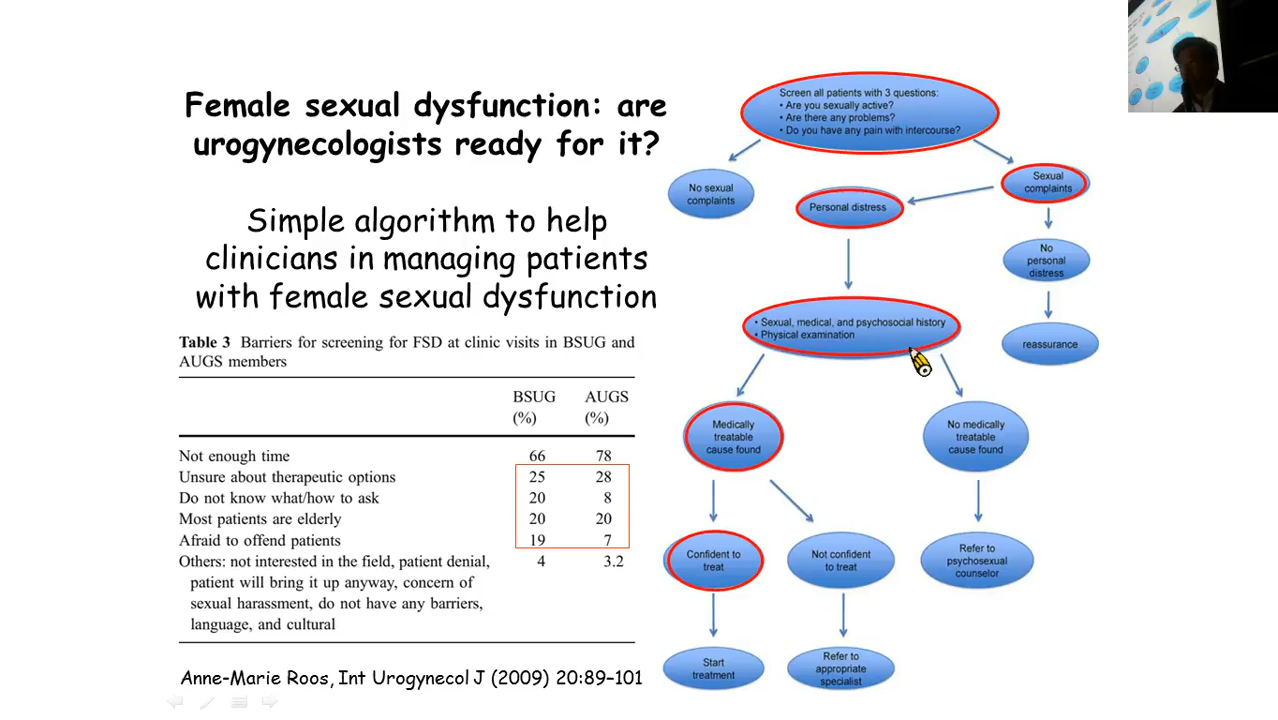 Female sexual dysfunction: are
urogynecologists ready for it?
Simple algorithm to help
clinicians in managing patients
with female sexual dysfunction
Table 3 Barriers for screening for FSD at clinic visits in BSUG and
AUGS members
BSUG AUGS
(%) (%)
Not enough time 66 78
Unsure about therapeutic options 25 28
Do not know what/how to ask 20 8
Most patients are elderly 20 20
Afraid to offend patients 19 7
Others: not interested in the field, patient denial, 4 3.2
patient will bring it up anyway, concern of
sexual harassment, do not have any barriers,
language, and cultural
Anne-Marie Roos, Int Urogynecol J (2009) 20:89–101
Screen all patients with 3 questions:
• Are you sexually active?
• Are there any problems?
• Do you have any pain with intercourse?
No sexual
complaints
Sexual
complaints
Personal distress
No
personal
distress
reassurance
• Sexual, medical, and psychosocial history
• Physical examination
Medically
treatable
cause found
No medically
treatable
cause found
Confident to
treat
Not confident
to treat
Refer to
psychosexual
counselor
Start
treatment
Refer to
appropriate
specialist